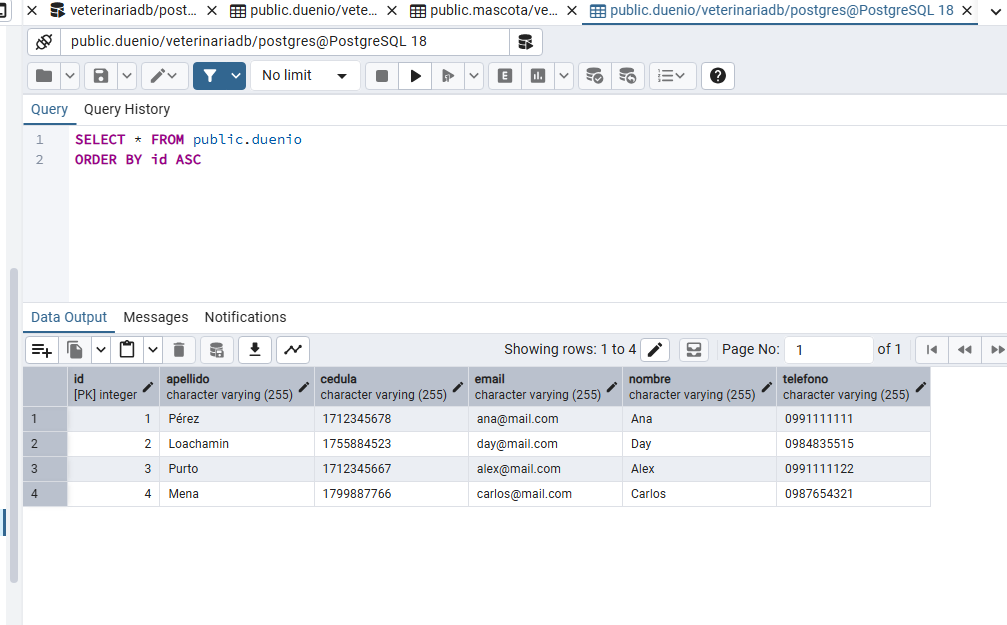 veterinariadb/post... public.duenio/vete... public.mascota/ve... public.duenio/veterinariadb/postgres@PostgreSQL 18
public.duenio/veterinariadb/postgres@PostgreSQL 18
No limit E
Query Query History
1 SELECT * FROM public.duenio
2 ORDER BY id ASC
Data Output Messages Notifications
Showing rows: 1 to 4 Page No: 1 of 1
id apellido cedula email nombre telefono
[PK] integer character varying (255) character varying (255) character varying (255) character varying (255) character varying (255)
1 1 Pérez 1712345678 ana@mail.com Ana 0991111111
2 2 Loachamin 1755884523 day@mail.com Day 0984835515
3 3 Purto 1712345667 alex@mail.com Alex 0991111122
4 4 Mena 1799887766 carlos@mail.com Carlos 0987654321